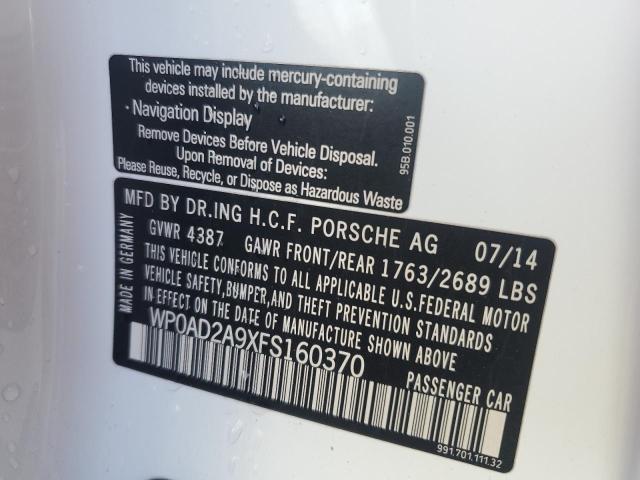 This vehicle may include mercury-containing
devices installed by the manufacturer:
· Navigation Display
Remove Devices Before Vehicle Disposal.
Upon Removal of Devices:
Please Reuse, Recycle, or Dispose as Hazardous Waste
95B.010.001
MFD BY DR.ING H.C.F. PORSCHE AG 07/14
GVWR 4387 GAWR FRONT/REAR 1763/2689 LBS
THIS VEHICLE CONFORMS TO ALL APPLICABLE U.S.FEDERAL MOTOR
VEHICLE SAFETY,BUMPER,AND THEFT PREVENTION STANDARDS
IN EFFECT ON THE DATE OF MANUFACTURE SHOWN ABOVE
WP0AD2A9XFS160370
PASSENGER CAR
MADE IN GERMANY
991.701.111.32